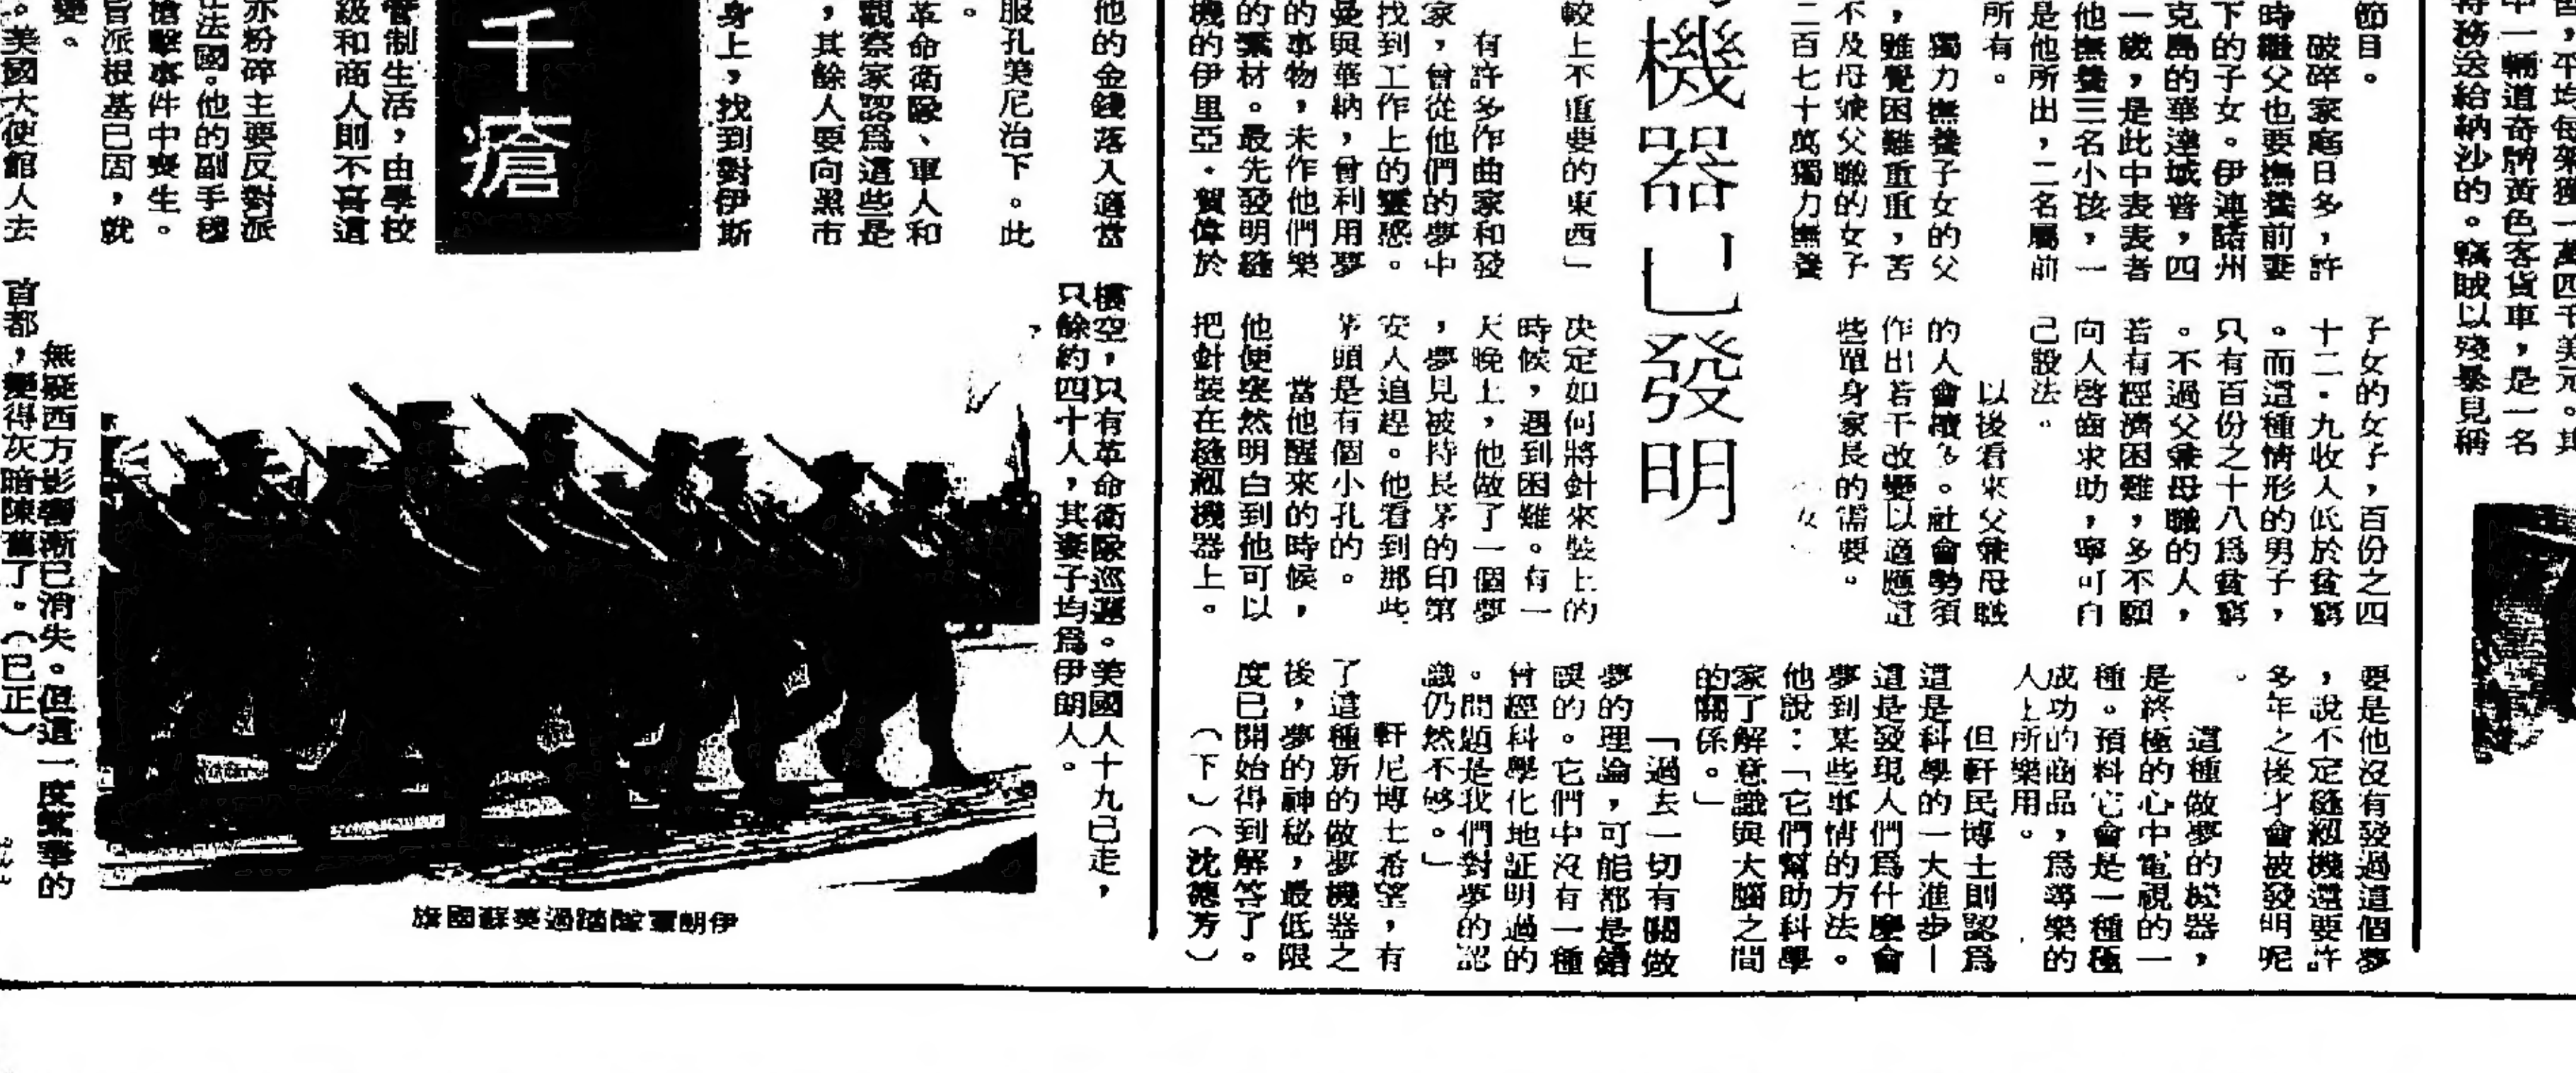 節目。
破碎家庭日多，許
時繼父也要撫養前妻
下的子女。伊連諾州
克島的華達城普，四
一歲，是此中表表者
他撫養三名小孩，一
是他所出，二名屬前
所有。
獨力撫養子女的父
，雖覺困難重重，苦
不及母兼父職的女子
二百七十萬獨力撫養
子女的女子，百份之四
十二．九收入低於貧窮
。而這種情形的男子，
只有百份之十八爲貧窮
。不過父兼母職的人，
若有經濟困難，多不願
向人啓齒求助，寧可自
己設法。
以後看來父兼母職
的人會增多。社會勢須
作出若干改變以適應這
些單身家長的需要。
機器已發明
較上不重要的東西」
有許多作曲家和發
家，曾從他們的夢中
找到工作上的靈感。
曼與華納，曾利用夢
的事物，未作他們樂
的素材。最先發明縫
機的伊里亞．賀偉於
決定如何將針來裝上的
時候，遇到困難。有一
天晚上，他做了一個夢
，夢見被持長茅的印第
安人追趕。他看到那些
茅頭是有個小孔的。
當他醒來的時候，
他便突然明白到他可以
把針裝在縫紉機器上。
要是他沒有發過這個夢
，說不定縫紉機還要許
多年之後才會被發明呢
。
這種做夢的機器，
是終極的心中電視的一
種。預料它會是一種極
成功的商品，爲尋樂的
人上所樂用。
但軒民博士則認爲
這是科學的一大進步—
這是發現人們爲什麼會
夢到某些事情的方法。
他說：「它們幫助科學
家了解意識與大腦之間
的關係。」
「過去一切有關做
夢的理論，可能都是錯
誤的。它們中沒有一種
曾經科學化地証明過的
。問題是我們對夢的認
識仍然不够。」
軒尼博士希望，有
了這種新的做夢機器之
後，夢的神秘，最低限
度已開始得到解答了。
（下）（沈德芳）
他的金錢落入適當
服孔美尼治下。此
。
革命衛隊、軍人和
觀察家認爲這些是
，其餘人要向黑市
身上，找到對伊斯
千瘡
管制生活，由學校
級和商人則不喜這
亦粉碎主要反對派
在法國。他的副手穆
槍擊事件中喪生。
皆派根基已固，就
變。
。美國大使館人去
樓空，只有革命衛隊巡邏。美國人十九已走，
只餘約四十人，其妻子均爲伊朗人。
無疑西方影響漸已消失。但這一度繁華的
首都，變得灰暗陳舊了。（已正）
旗國蘇英過踏隊軍朗伊
，平均每架獲一萬四千美元。其
中一輛道奇牌黃色客貨車，是一名
特務送給納沙的。竊賊以殘暴見稱